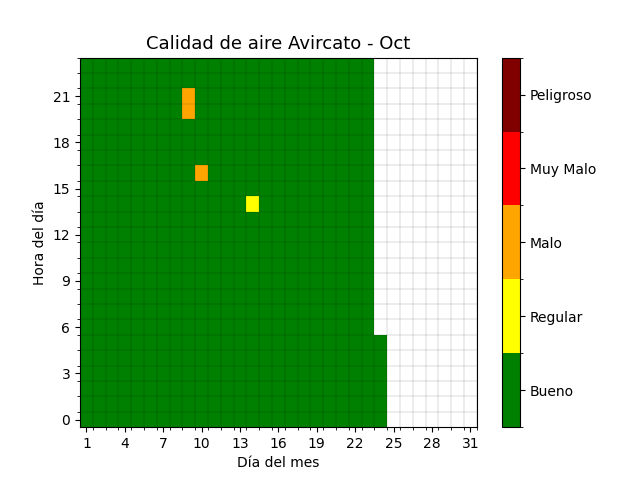 Calidad de aire Avircato - Oct
Hora del día
21
18
15
12
9
6
3
0
1 4 7 10 13 16 19 22 25 28 31
Día del mes
Peligroso
Muy Malo
Malo
Regular
Bueno